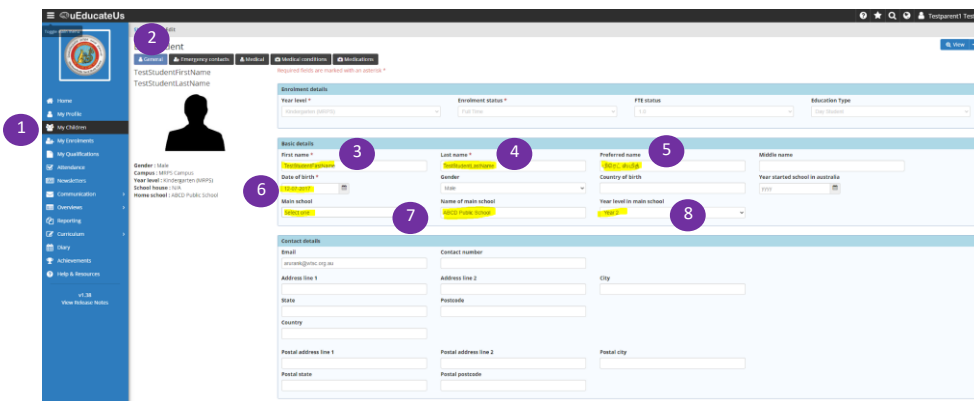 uEducateUs
Testparent1 Test
2
View
General
Emergency contacts
Medical
Medical conditions
Medications
TestStudentFirstName
Required fields are marked with an asterisk *
TestStudentLastName
Enrolment details
Year level *
Enrolment status *
FTE status
Education Type
Kindergarten (MRPS)
Full Time
1.0
Day Student
Home
My Profile
1
My Children
My Enrolments
My Qualifications
Attendance
Newsletters
Communication
Overviews
Reporting
Curriculum
Diary
Achievements
Help & Resources
v1.38
View Release Notes
Gender : Male
Campus : MRPS Campus
Year level : Kindergarten (MRPS)
School house : N/A
Home school : ABCD Public School
Basic details
3
4
5
First name *
Last name *
Preferred name
Middle name
TestStudentFirstName
TestStudentLastName
6
Date of birth *
Gender
Country of birth
Year started school in australia
Male
yyyy
7
8
Main school
Name of main school
Year level in main school
Select unit
ABCD Public School
Year 2
Contact details
Email
Contact number
Address line 1
Address line 2
City
State
Postcode
Country
Postal address line 1
Postal address line 2
Postal city
Postal state
Postal postcode